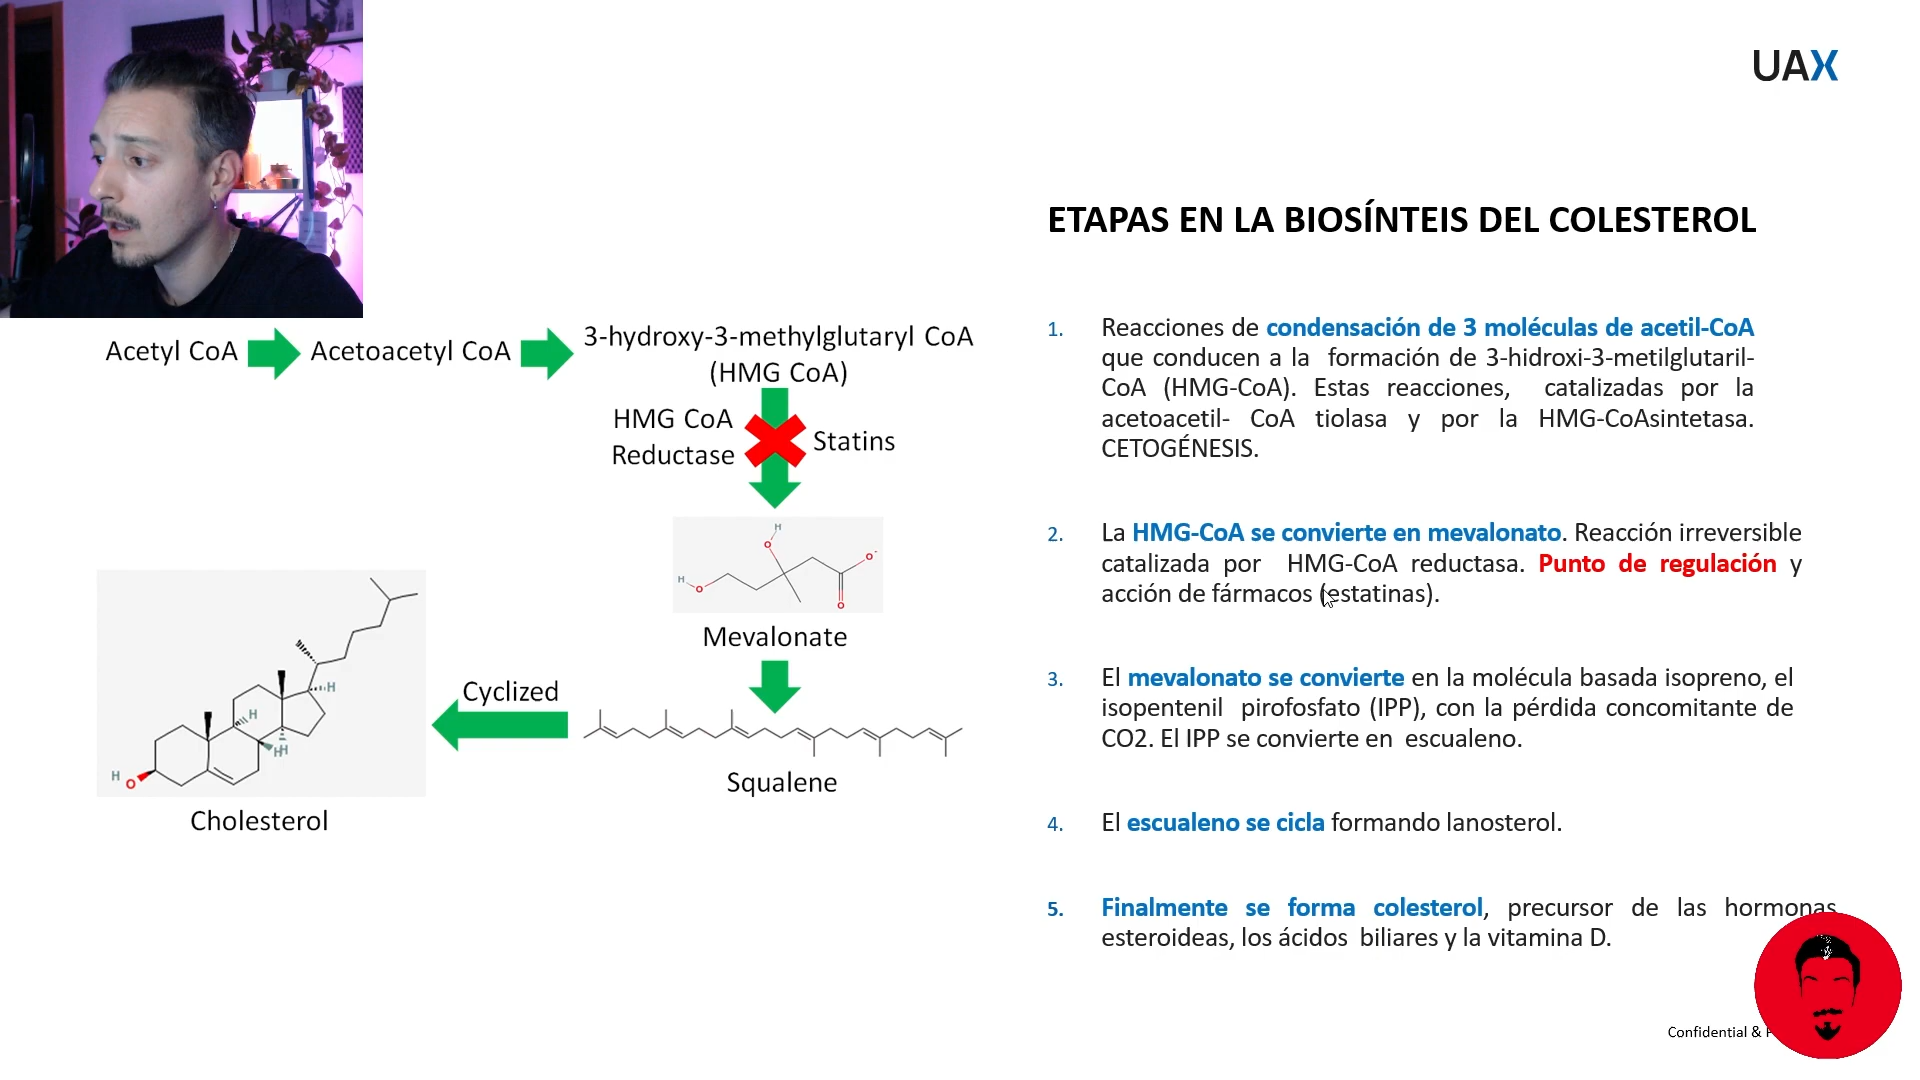 UAX
ETAPAS EN LA BIOSÍNTEIS DEL COLESTEROL
Acetyl CoA
Acetoacetyl CoA
3-hydroxy-3-methylglutaryl CoA
(HMG CoA)
HMG CoA
Reductase
Statins
H
O
H
O
O-
O
Mevalonate
Cyclized
Squalene
H
H
H
H
H
O
Cholesterol
1. Reacciones de condensación de 3 moléculas de acetil-CoA
que conducen a la formación de 3-hidroxi-3-metilglutaril-
CoA (HMG-CoA). Estas reacciones, catalizadas por la
acetoacetil- CoA tiolasa y por la HMG-CoAsintetasa.
CETOGÉNESIS.
2. La HMG-CoA se convierte en mevalonato. Reacción irreversible
catalizada por HMG-CoA reductasa. Punto de regulación y
acción de fármacos (estatinas).
3. El mevalonato se convierte en la molécula basada isopreno, el
isopentenil pirofosfato (IPP), con la pérdida concomitante de
CO2. El IPP se convierte en escualeno.
4. El escualeno se cicla formando lanosterol.
5. Finalmente se forma colesterol, precursor de las hormonas
esteroideas, los ácidos biliares y la vitamina D.
Confidential &